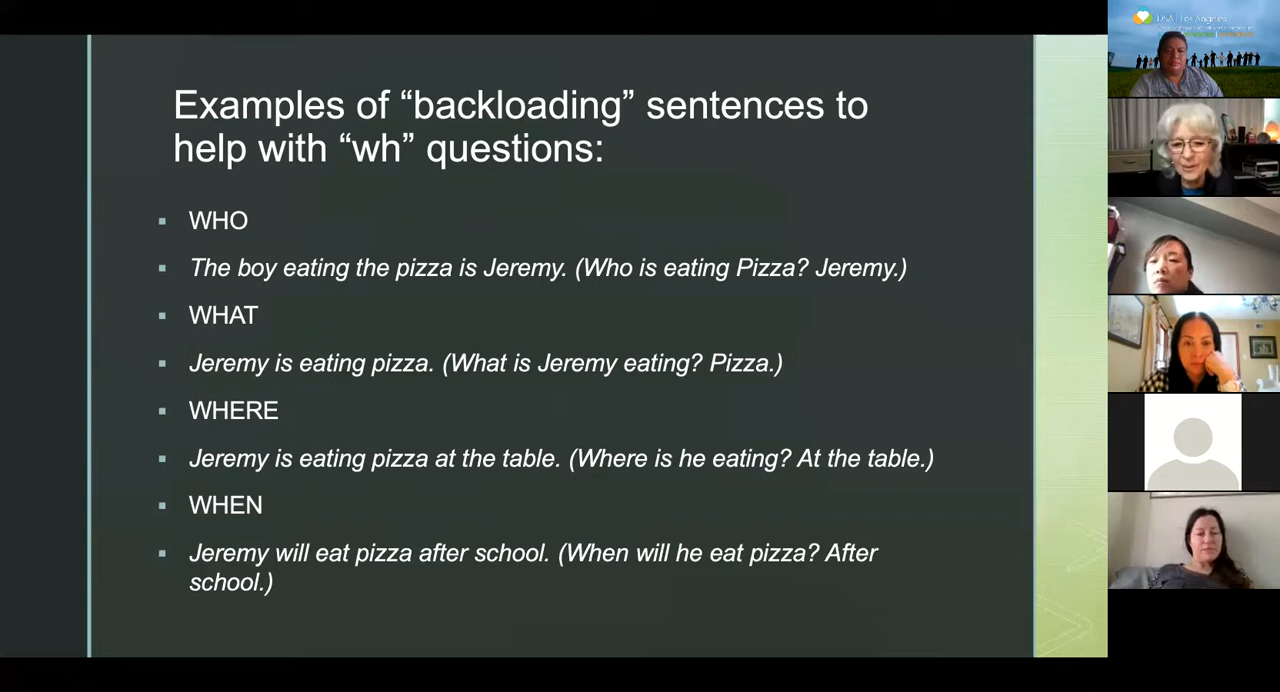 Examples of “backloading” sentences to
help with “wh” questions:
▪ WHO
▪ The boy eating the pizza is Jeremy. (Who is eating Pizza? Jeremy.)
▪ WHAT
▪ Jeremy is eating pizza. (What is Jeremy eating? Pizza.)
▪ WHERE
▪ Jeremy is eating pizza at the table. (Where is he eating? At the table.)
▪ WHEN
▪ Jeremy will eat pizza after school. (When will he eat pizza? After
school.)
Los Angeles